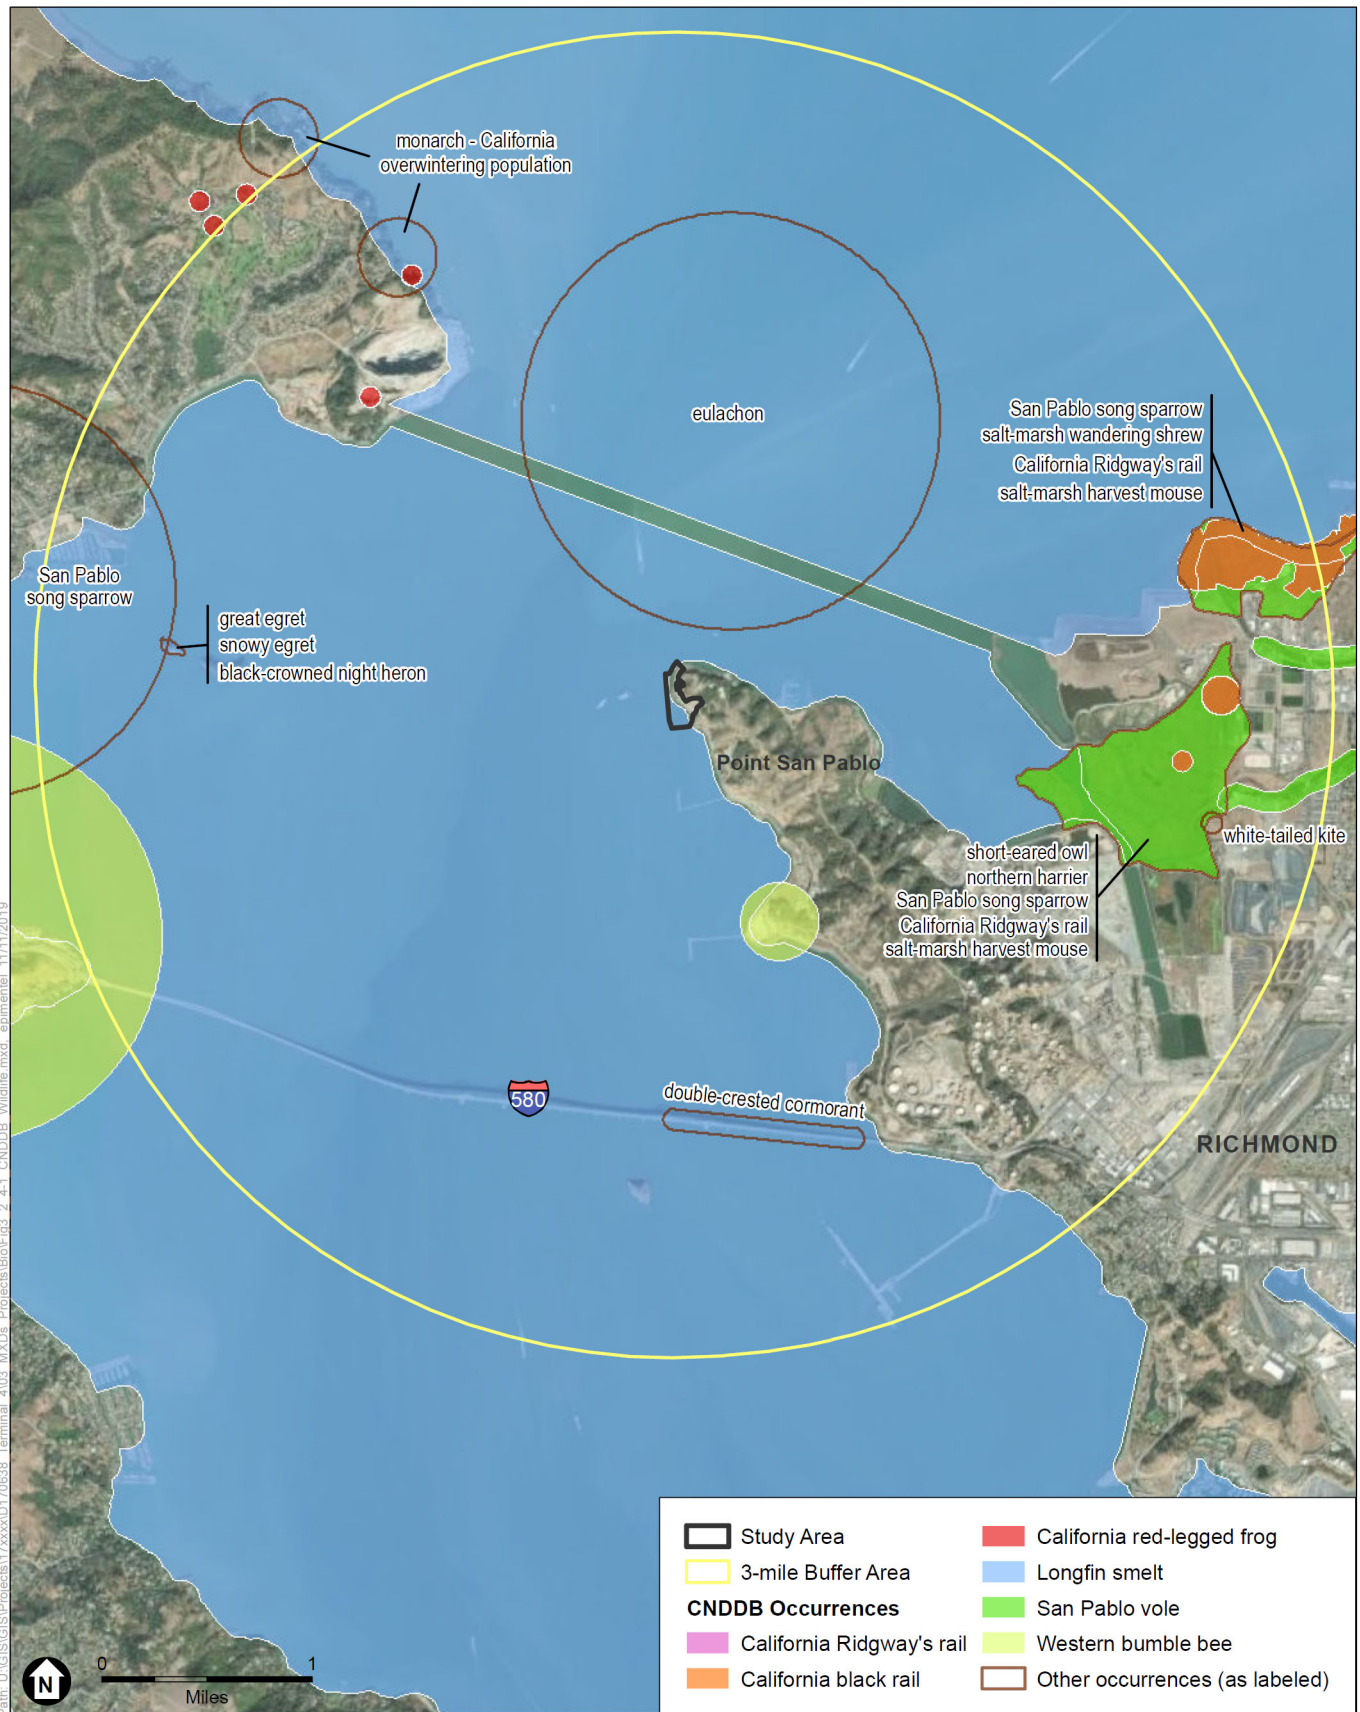 monarch - California
overwintering population
eulachon
San Pablo song sparrow
salt-marsh wandering shrew
California Ridgway's rail
salt-marsh harvest mouse
San Pablo
song sparrow
great egret
snowy egret
black-crowned night heron
Point San Pablo
white-tailed kite
short-eared owl
northern harrier
San Pablo song sparrow
California Ridgway's rail
salt-marsh harvest mouse
580
double-crested cormorant
RICHMOND
Study Area
3-mile Buffer Area
CNDDB Occurrences
California Ridgway's rail
California black rail
California red-legged frog
Longfin smelt
San Pablo vole
Western bumble bee
Other occurrences (as labeled)
N
0 1
Miles